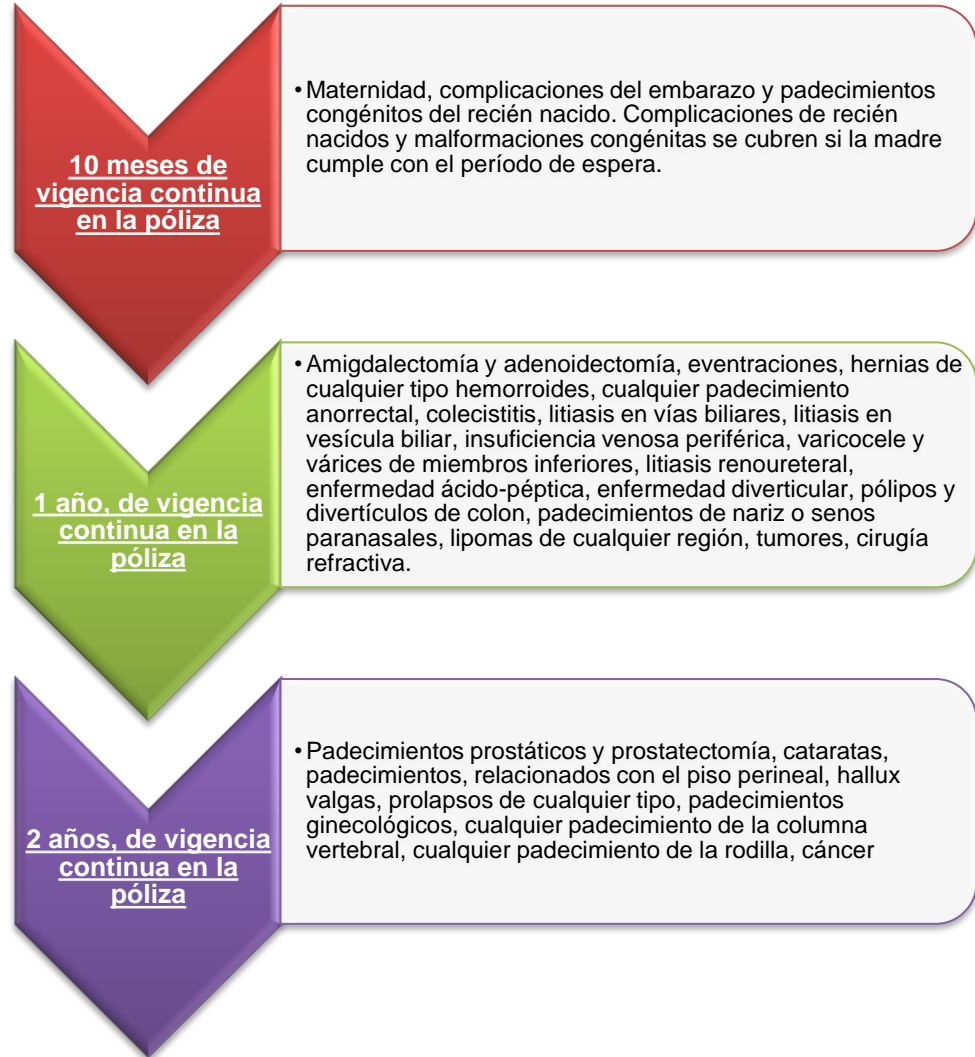 10 meses de
vigencia continua
en la póliza
•Maternidad, complicaciones del embarazo y padecimientos
congénitos del recién nacido. Complicaciones de recién
nacidos y malformaciones congénitas se cubren si la madre
cumple con el período de espera.
1 año, de vigencia
continua en la
póliza
•Amigdalectomía y adenoidectomía, eventraciones, hernias de
cualquier tipo hemorroides, cualquier padecimiento
anorrectal, colecistitis, litiasis en vías biliares, litiasis en
vesícula biliar, insuficiencia venosa periférica, varicocele y
várices de miembros inferiores, litiasis renoureteral,
enfermedad ácido-péptica, enfermedad diverticular, pólipos y
divertículos de colon, padecimientos de nariz o senos
paranasales, lipomas de cualquier región, tumores, cirugía
refractiva.
2 años, de vigencia
continua en la
póliza
•Padecimientos prostáticos y prostatectomía, cataratas,
padecimientos, relacionados con el piso perineal, hallux
valgas, prolapsos de cualquier tipo, padecimientos
ginecológicos, cualquier padecimiento de la columna
vertebral, cualquier padecimiento de la rodilla, cáncer